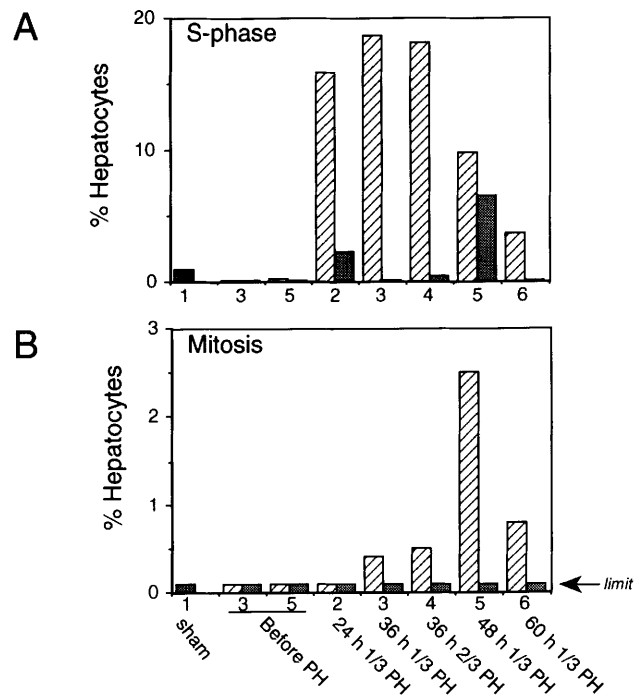 A
S-phase
% Hepatocytes
20
10
0
1 3 5 2 3 4 5 6
B
Mitosis
% Hepatocytes
3
2
1
0
limit
1 3 5 2 3 4 5 6
sham
Before PH
24 h 1/3 PH
36 h 1/3 PH
36 h 2/3 PH
48 h 1/3 PH
60 h 1/3 PH